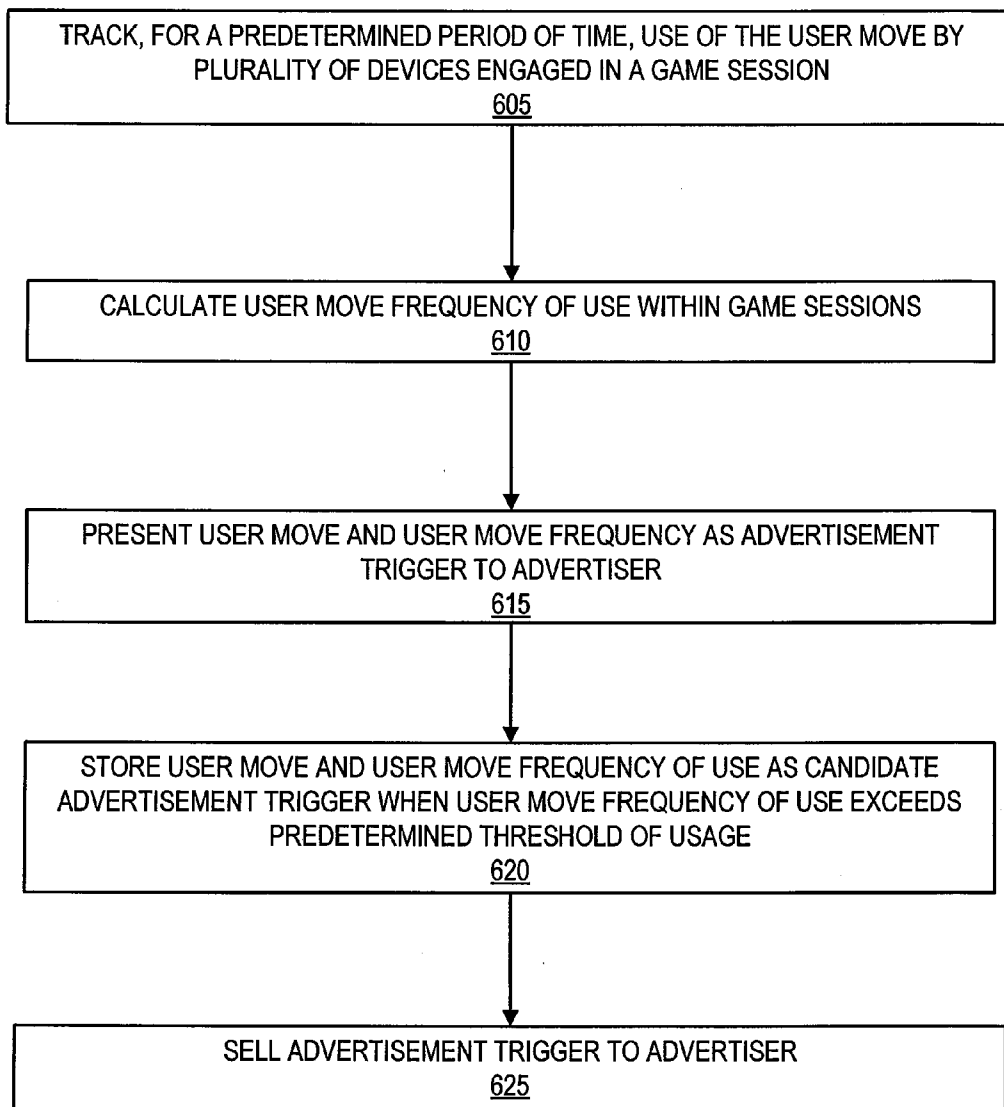 TRACK, FOR A PREDETERMINED PERIOD OF TIME, USE OF THE USER MOVE BY
PLURALITY OF DEVICES ENGAGED IN A GAME SESSION
605
CALCULATE USER MOVE FREQUENCY OF USE WITHIN GAME SESSIONS
610
PRESENT USER MOVE AND USER MOVE FREQUENCY AS ADVERTISEMENT
TRIGGER TO ADVERTISER
615
STORE USER MOVE AND USER MOVE FREQUENCY OF USE AS CANDIDATE
ADVERTISEMENT TRIGGER WHEN USER MOVE FREQUENCY OF USE EXCEEDS
PREDETERMINED THRESHOLD OF USAGE
620
SELL ADVERTISEMENT TRIGGER TO ADVERTISER
625